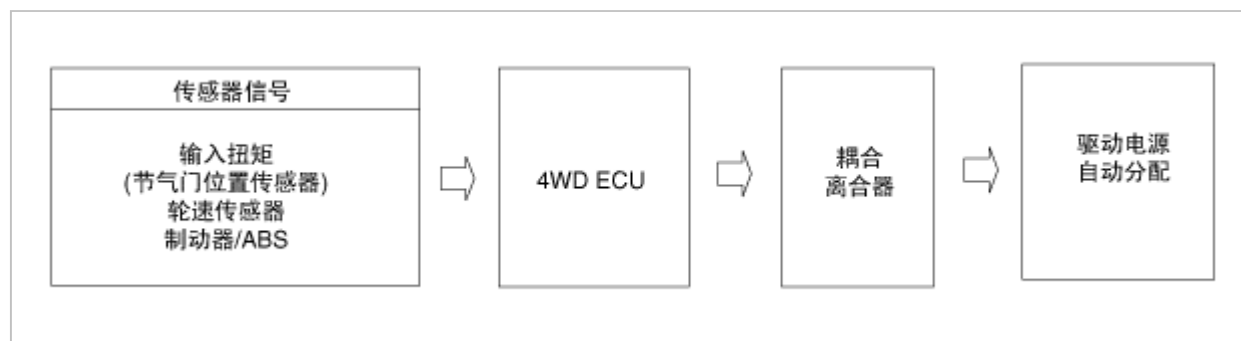 传感器信号
输入扭矩
(节气门位置传感器)
轮速传感器
制动器/ABS
4WD ECU
耦合
离合器
驱动电源
自动分配